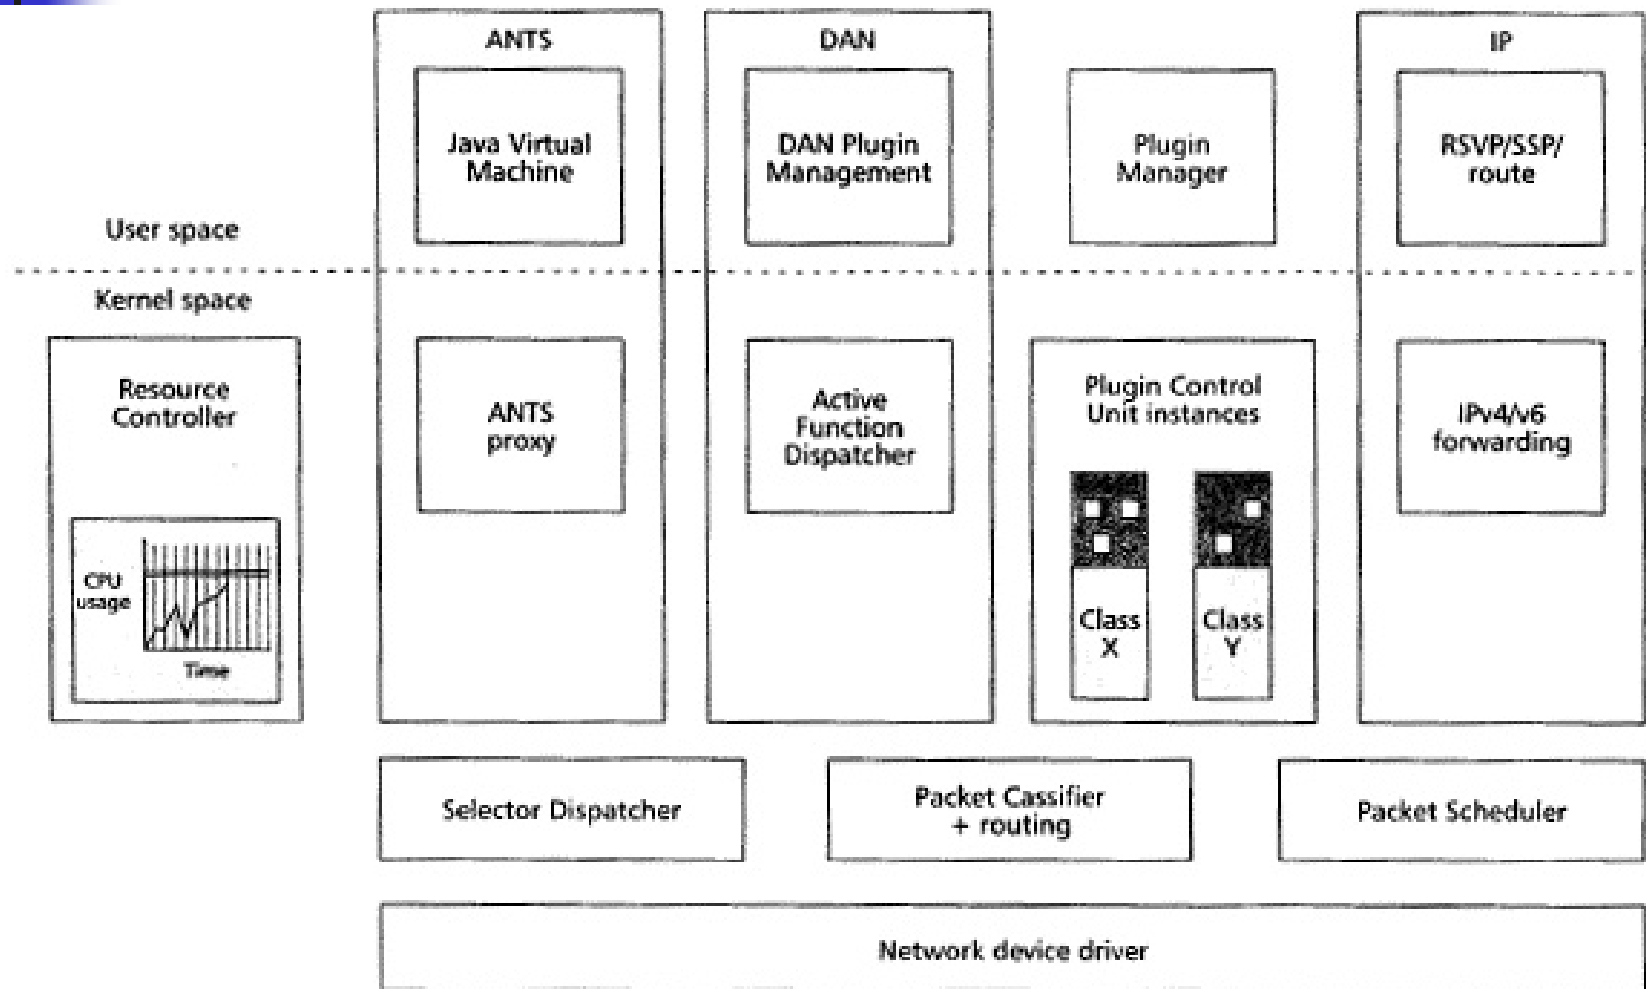 ANTS
DAN
IP
Java Virtual
Machine
DAN Plugin
Management
Plugin
Manager
RSVP/SSP/
route
User space
Kernel space
Resource
Controller
CPU
usage
Time
ANTS
proxy
Active
Function
Dispatcher
Plugin Control
Unit instances
Class
X
Class
Y
IPv4/v6
forwarding
Selector Dispatcher
Packet Cassifier
+ routing
Packet Scheduler
Network device driver